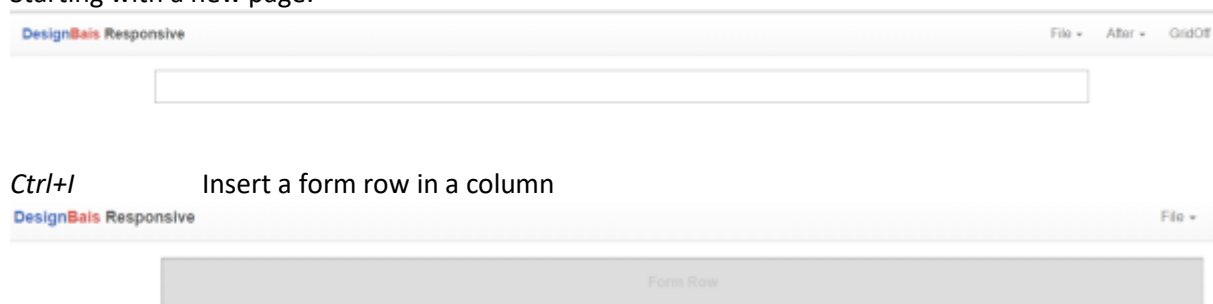 Starting with a new page:
DesignBais Responsive File After GridOff
Ctrl+I Insert a form row in a column
DesignBais Responsive File
Form Row